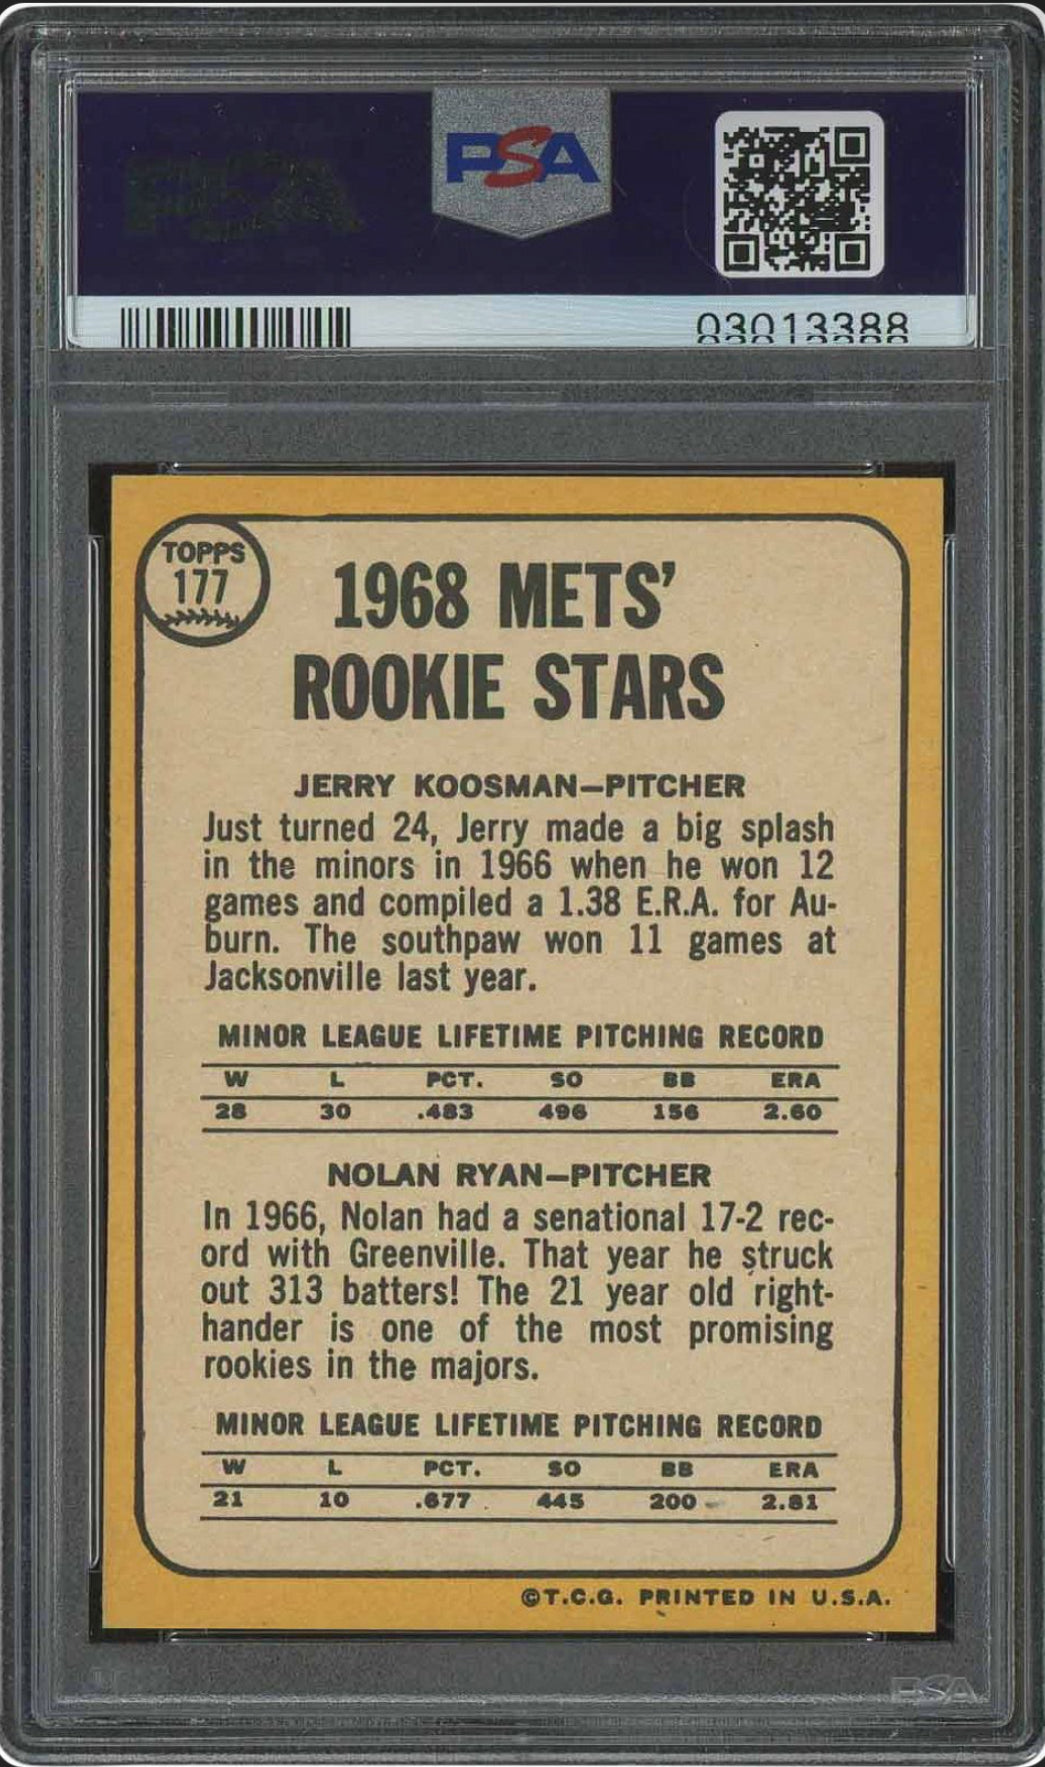 PSA
03013388
TOPPS
177
1968 METS'
ROOKIE STARS
JERRY KOOSMAN–PITCHER
Just turned 24, Jerry made a big splash
in the minors in 1966 when he won 12
games and compiled a 1.38 E.R.A. for Au-
burn. The southpaw won 11 games at
Jacksonville last year.
MINOR LEAGUE LIFETIME PITCHING RECORD
W L PCT. SO BB ERA
28 30 .483 496 156 2.60
NOLAN RYAN–PITCHER
In 1966, Nolan had a senational 17-2 rec-
ord with Greenville. That year he struck
out 313 batters! The 21 year old right-
hander is one of the most promising
rookies in the majors.
MINOR LEAGUE LIFETIME PITCHING RECORD
W L PCT. SO BB ERA
21 10 .677 445 200 2.81
©T.C.G. PRINTED IN U.S.A.
PSA